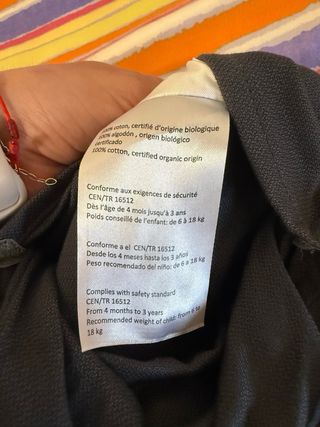 100% coton, certifié d'origine biologique
100% algodón , origen biológico
certificado
100% cotton, certified organic origin
Conforme aux exigences de sécurité
CEN/TR 16512
Dès l'âge de 4 mois jusqu'à 3 ans
Poids conseillé de l'enfant: de 6 à 18 kg
Conforme a el CEN/TR 16512
Desde los 4 meses hasta los 3 años
Peso recomendado del niño: de 6 à 18 kg
Complies with safety standard
CEN/TR 16512
From 4 months to 3 years
Recommended weight of child: from 6 to
18 kg